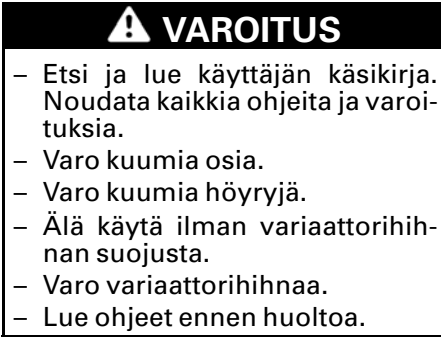 VAROITUS
– Etsi ja lue käyttäjän käsikirja.
Noudata kaikkia ohjeita ja varoi-
tuksia.
– Varo kuumia osia.
– Varo kuumia höyryjä.
– Älä käytä ilman variaattorihih-
nan suojusta.
– Varo variaattorihihnaa.
– Lue ohjeet ennen huoltoa.